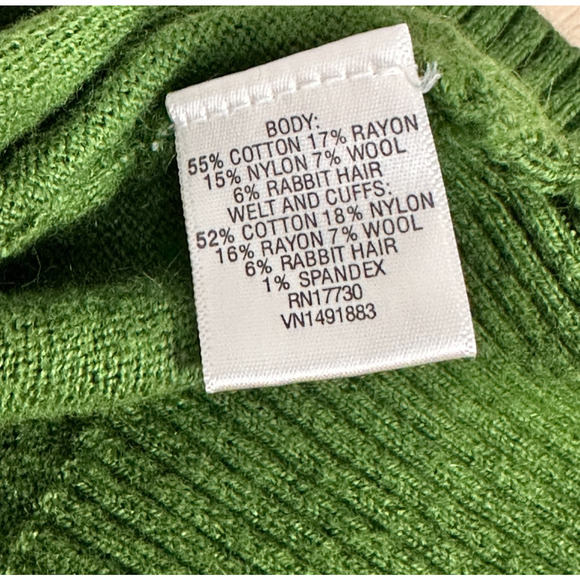 BODY:
55% COTTON 17% RAYON
15% NYLON 7% WOOL
6% RABBIT HAIR
WELT AND CUFFS:
52% COTTON 18% NYLON
16% RAYON 7% WOOL
6% RABBIT HAIR
1% SPANDEX
RN17730
VN1491883